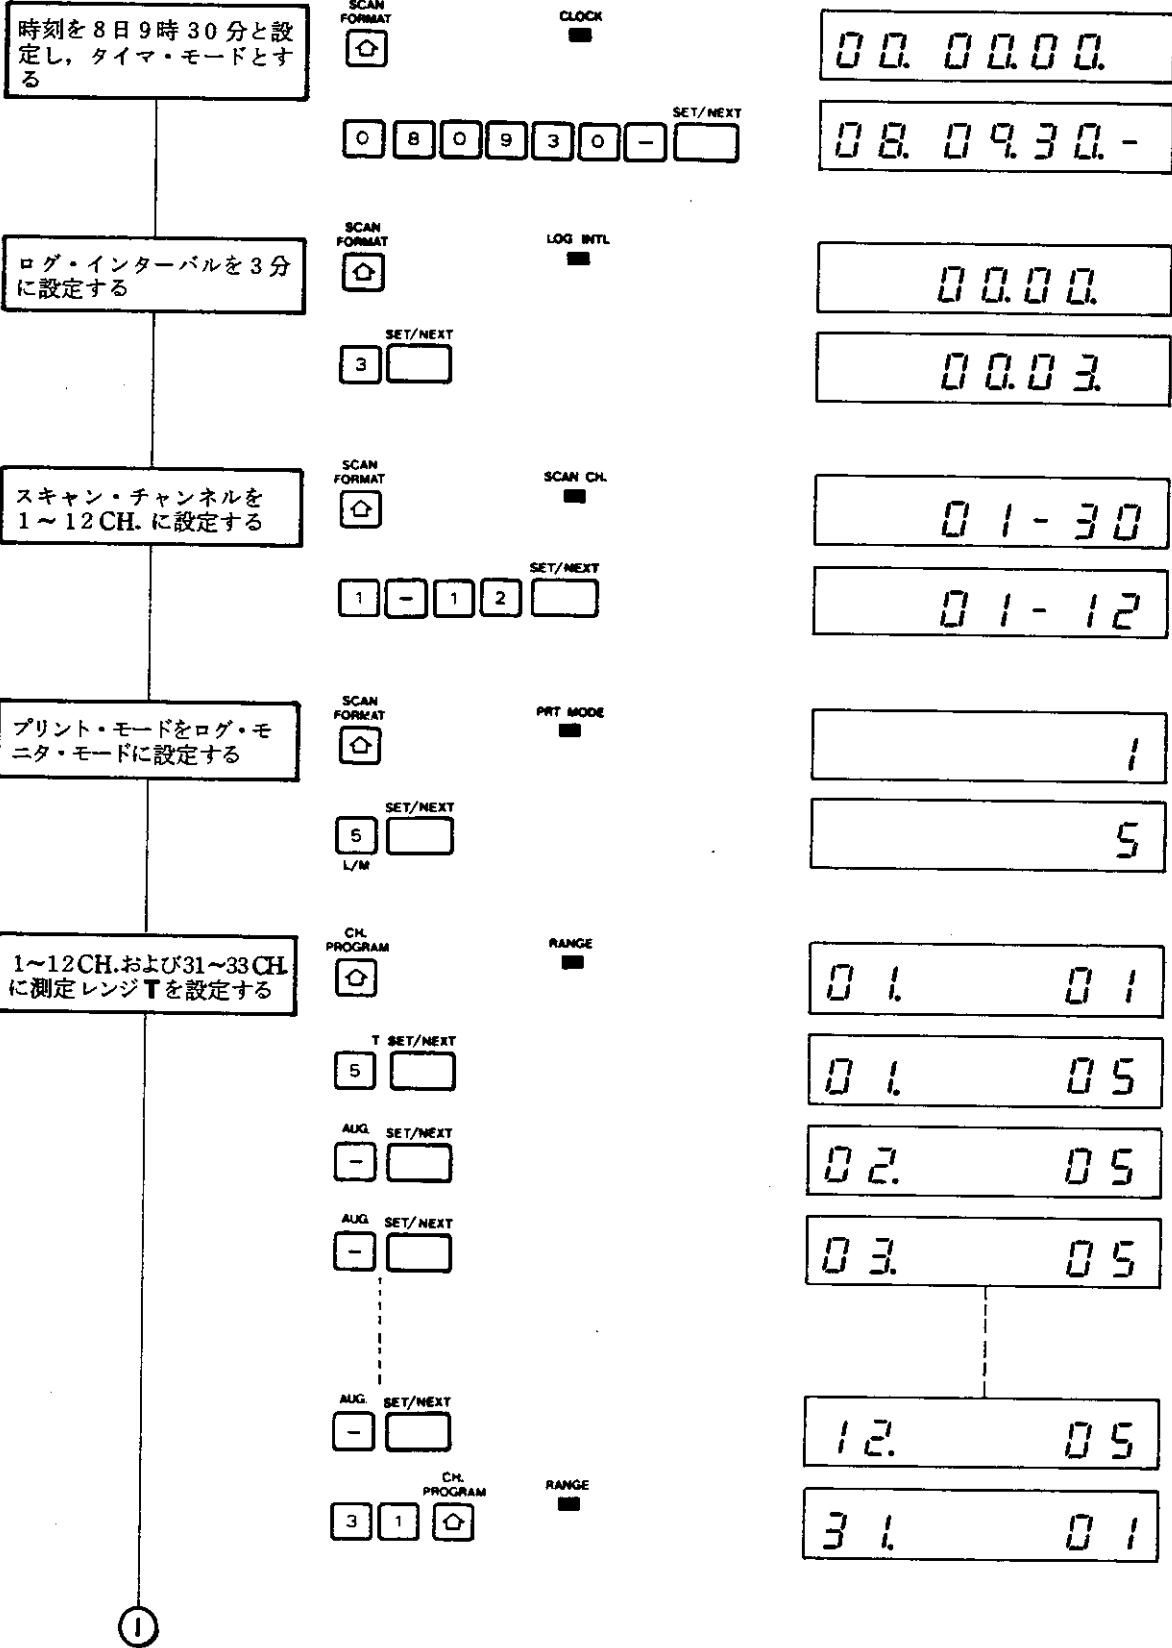 時刻を8日9時30分と設
定し，タイマ・モードとす
る
SCAN
FORMAT
CLOCK
00. 00.00.
SET/NEXT
0 8 0 9 3 0 -
08. 09.30.-
ログ・インターバルを3分
に設定する
SCAN
FORMAT
LOG INTL
00.00.
SET/NEXT
3
00.03.
スキャン・チャンネルを
1～12CH. に設定する
SCAN
FORMAT
SCAN CH.
01-30
SET/NEXT
1 - 1 2
01-12
プリント・モードをログ・モ
ニタ・モードに設定する
SCAN
FORMAT
PRT MODE
1
SET/NEXT
5
L/M
5
1~12CH.および31~33CH.
に測定レンジTを設定する
CH.
PROGRAM
RANGE
01. 01
T SET/NEXT
5
01. 05
AUG. SET/NEXT
-
02. 05
AUG. SET/NEXT
-
03. 05
AUG. SET/NEXT
-
12. 05
CH.
PROGRAM
RANGE
3 1
31. 01
1